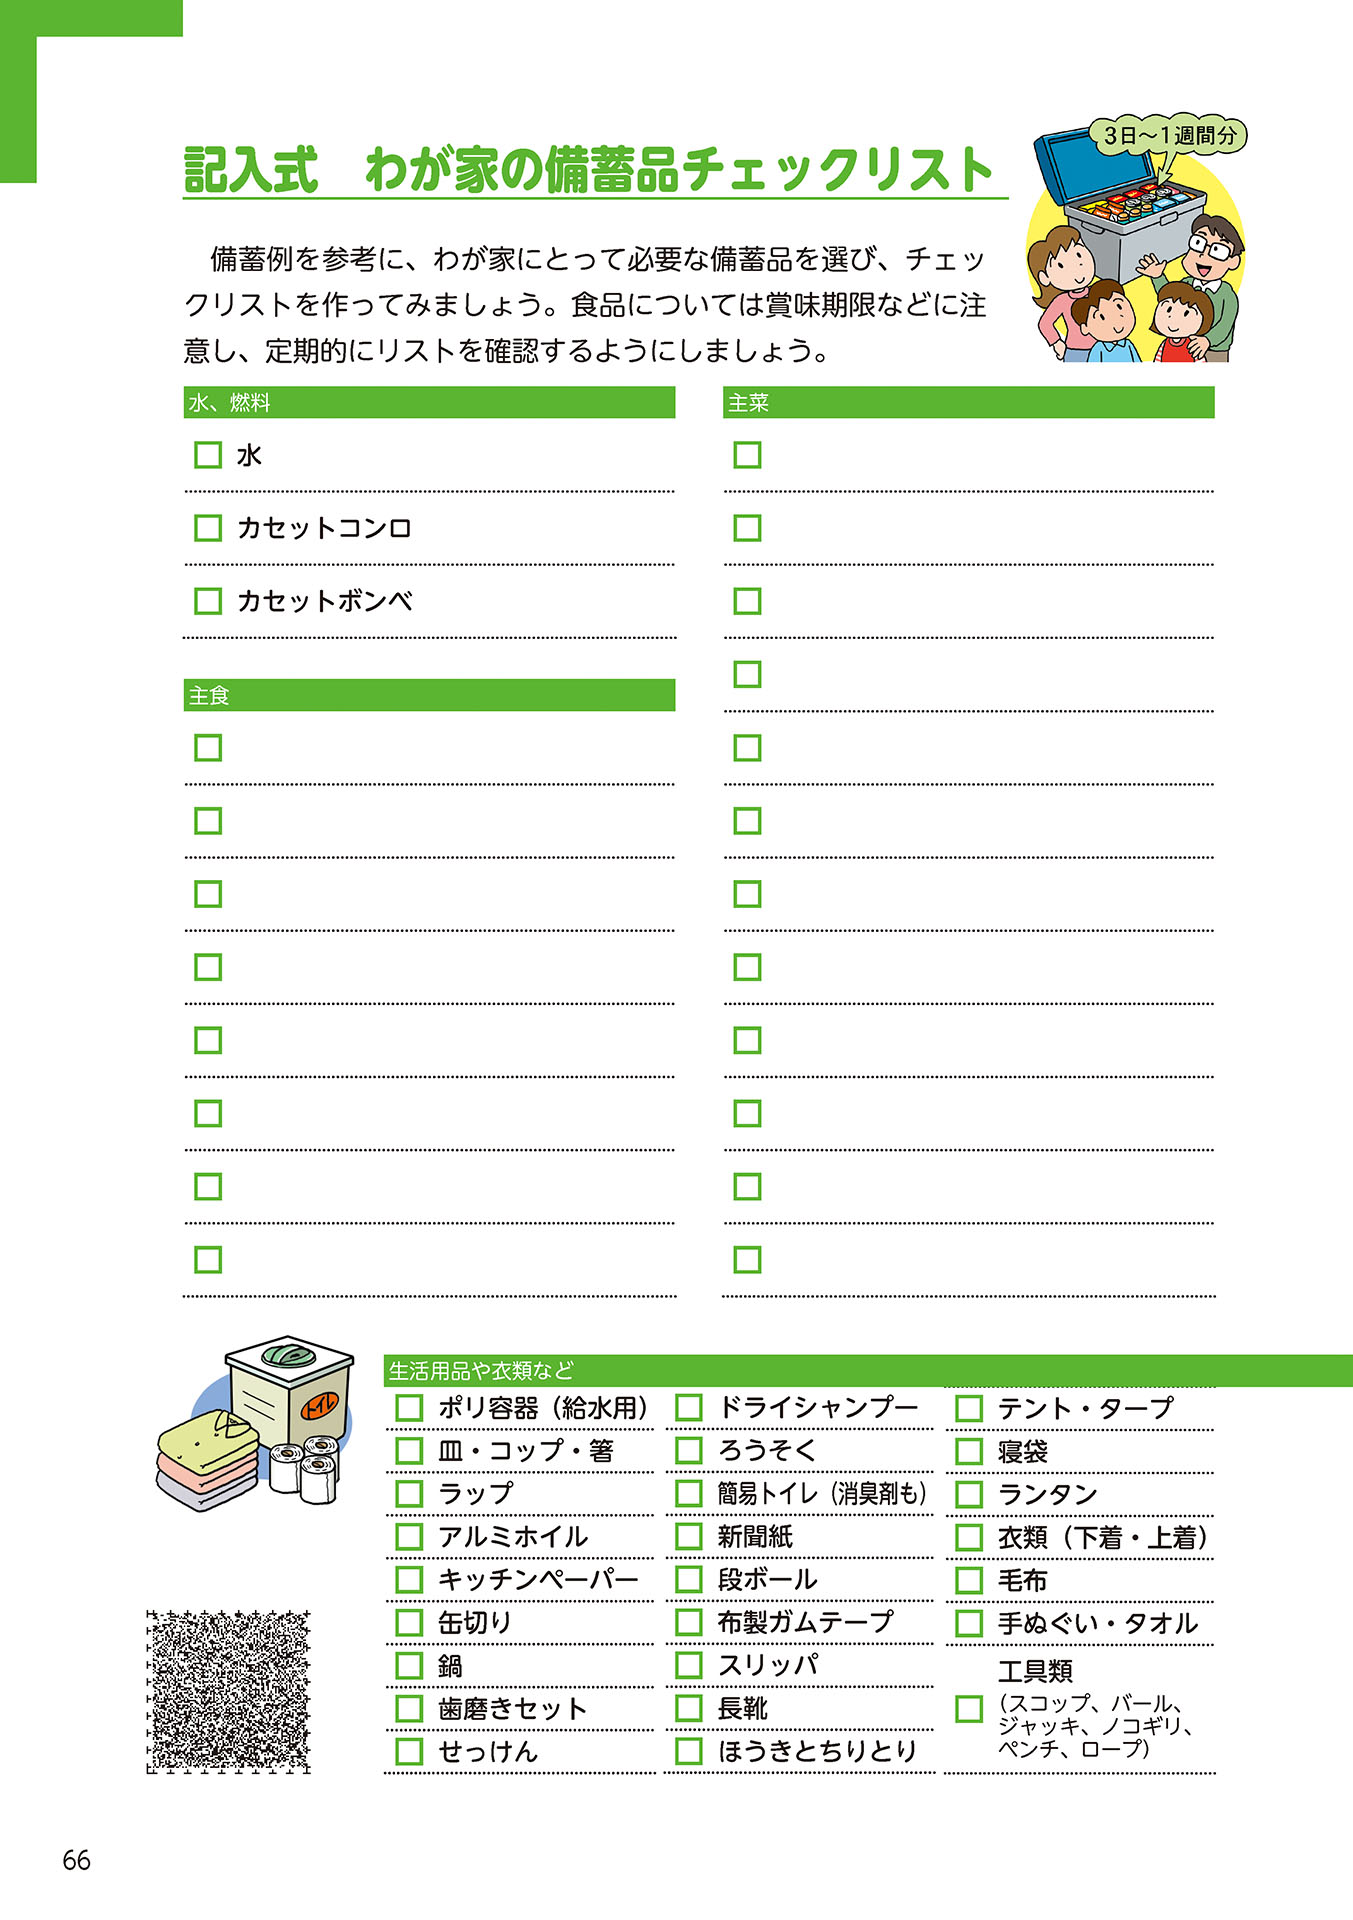 記入式　わが家の備蓄品チェックリスト
3日～1週間分
備蓄例を参考に、わが家にとって必要な備蓄品を選び、チェッ
クリストを作ってみましょう。食品については賞味期限などに注
意し、定期的にリストを確認するようにしましょう。
水、燃料
水
カセットコンロ
カセットボンベ
主食
主菜
トイレ
生活用品や衣類など
ポリ容器（給水用）
皿・コップ・箸
ラップ
アルミホイル
キッチンペーパー
缶切り
鍋
歯磨きセット
せっけん
ドライシャンプー
ろうそく
簡易トイレ（消臭剤も）
新聞紙
段ボール
布製ガムテープ
スリッパ
長靴
ほうきとちりとり
テント・タープ
寝袋
ランタン
衣類（下着・上着）
毛布
手ぬぐい・タオル
工具類
（スコップ、バール、
ジャッキ、ノコギリ、
ペンチ、ロープ）
66